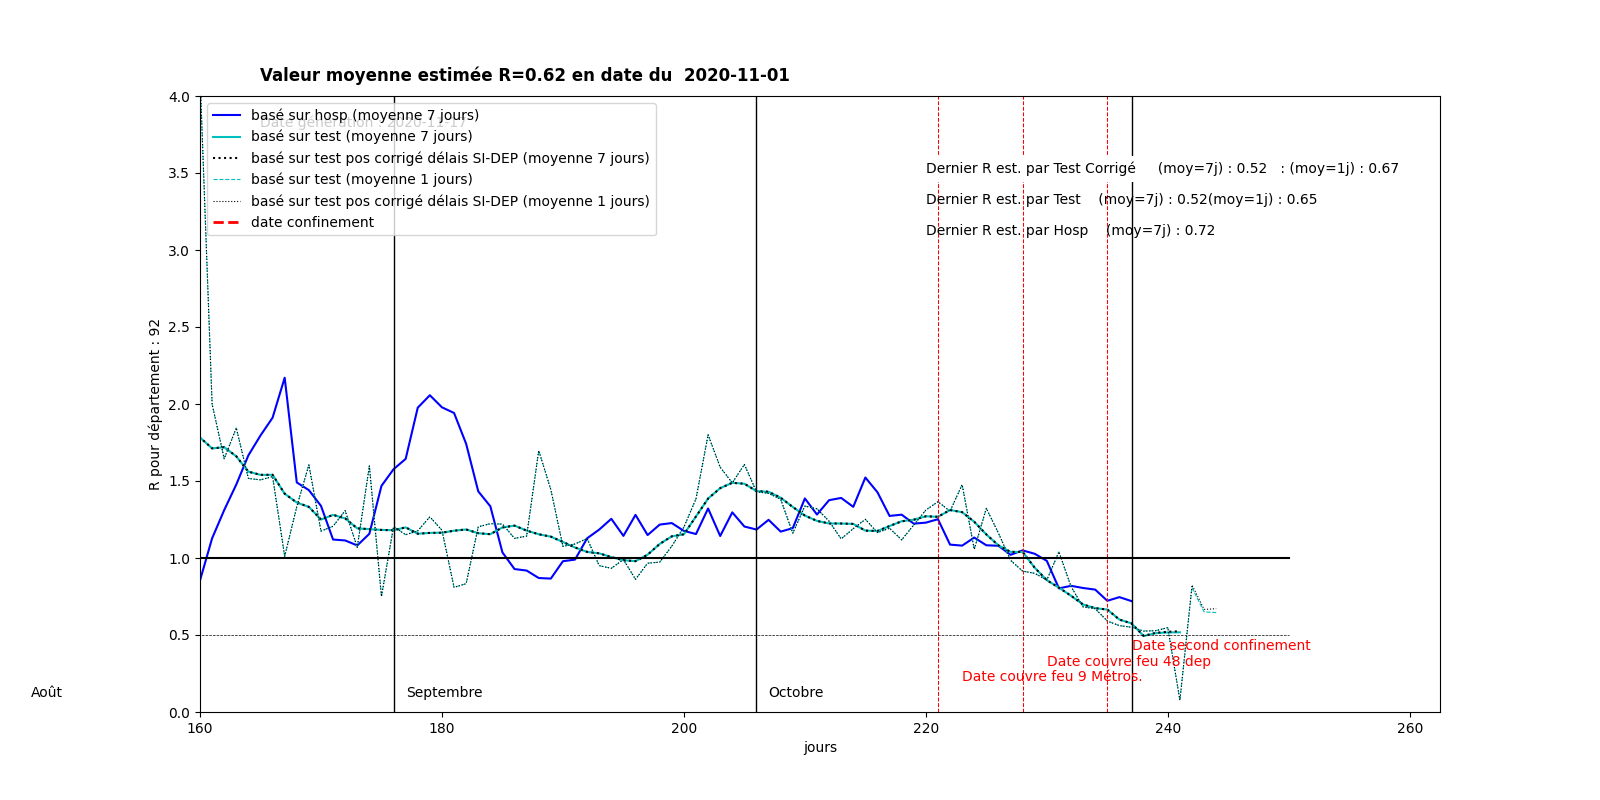 Valeur moyenne estimée R=0.62 en date du  2020-11-01
4.0
3.5
3.0
2.5
2.0
1.5
1.0
0.5
0.0
R pour département : 92
basé sur hosp (moyenne 7 jours)
Date génération : 2020-11-17
basé sur test (moyenne 7 jours)
basé sur test pos corrigé délais SI-DEP (moyenne 7 jours)
basé sur test (moyenne 1 jours)
basé sur test pos corrigé délais SI-DEP (moyenne 1 jours)
date confinement
Dernier R est. par Test Corrigé     (moy=7j) : 0.52   : (moy=1j) : 0.67
Dernier R est. par Test    (moy=7j) : 0.52(moy=1j) : 0.65
Dernier R est. par Hosp    (moy=7j) : 0.72
Date second confinement
Date couvre feu 48 dep
Date couvre feu 9 Métros.
Août
Septembre
Octobre
160 180 200 220 240 260
jours